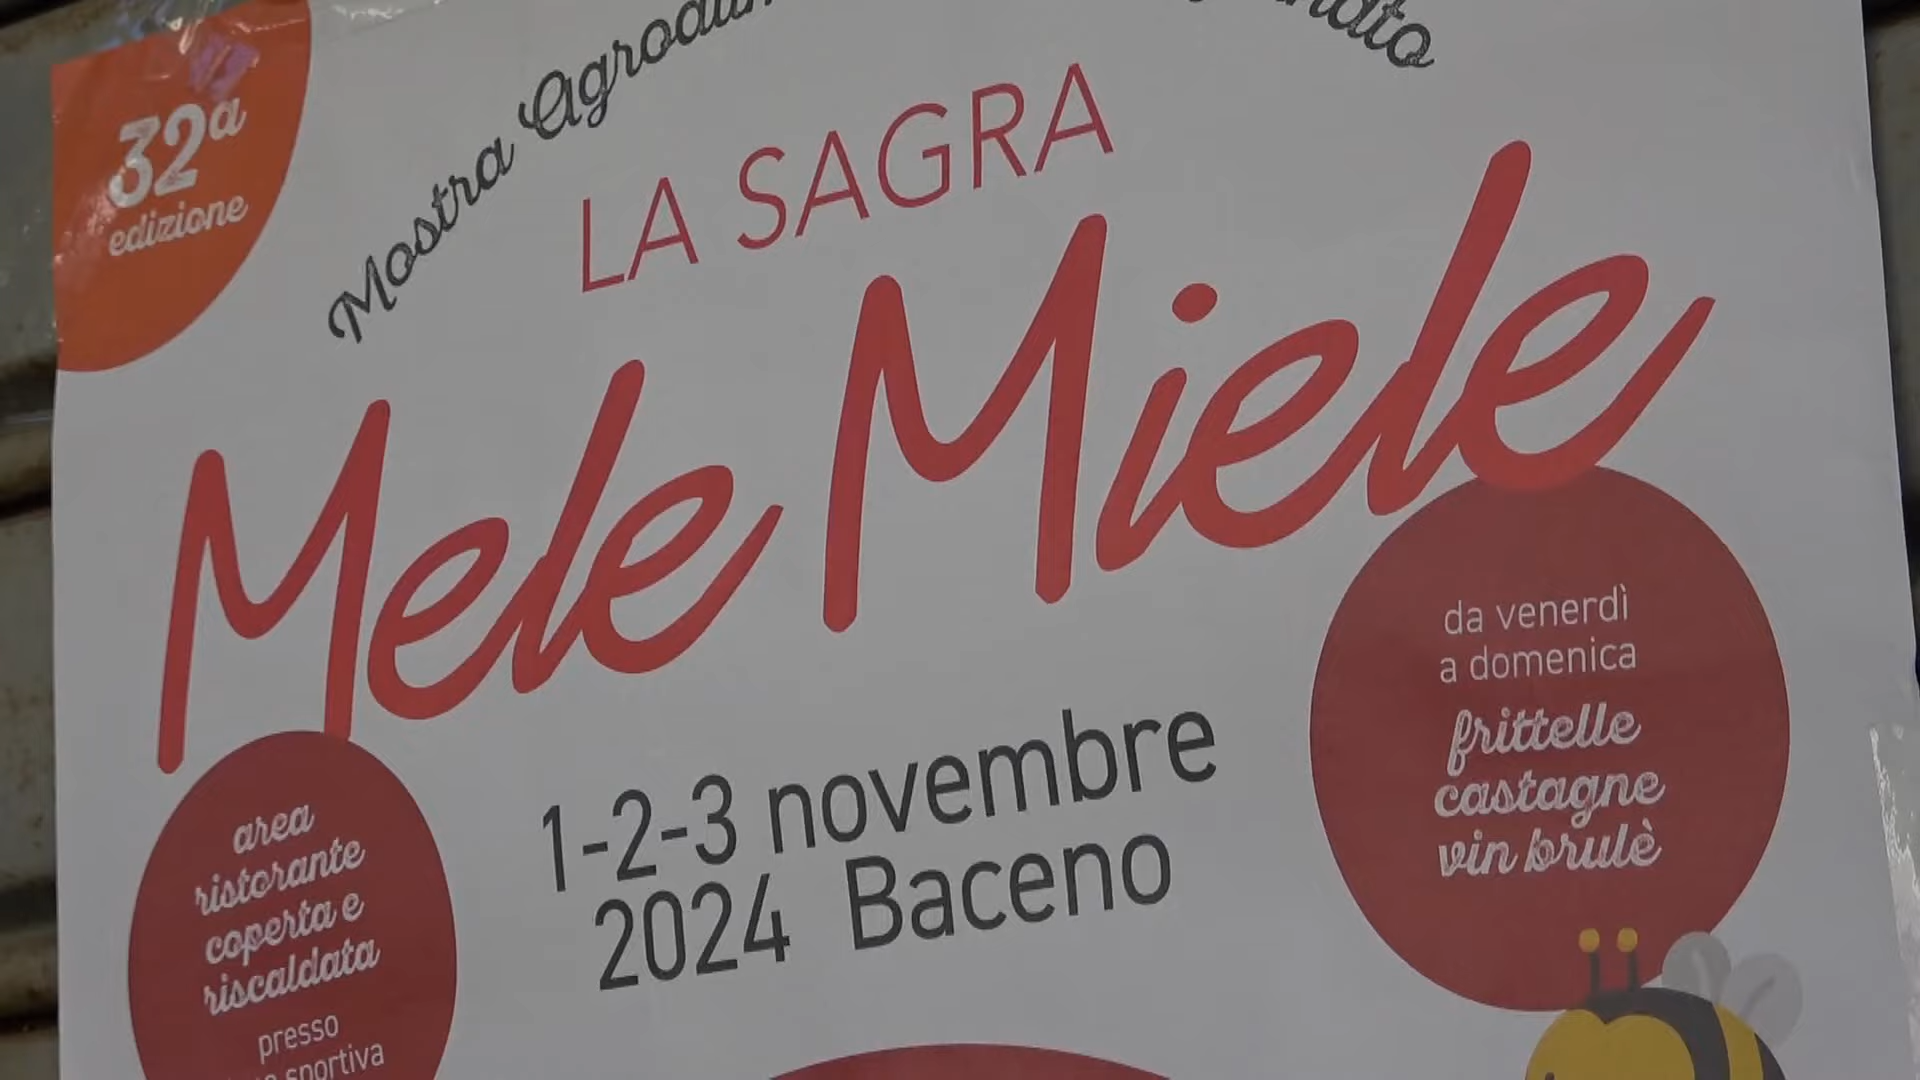 32ª
edizione
Mostra
LA SAGRA
Mele Miele
da venerdì
a domenica
frittelle
castagne
vin brulè
1-2-3 novembre
2024 Baceno
area
ristorante
coperta e
riscaldata
presso
sportiva